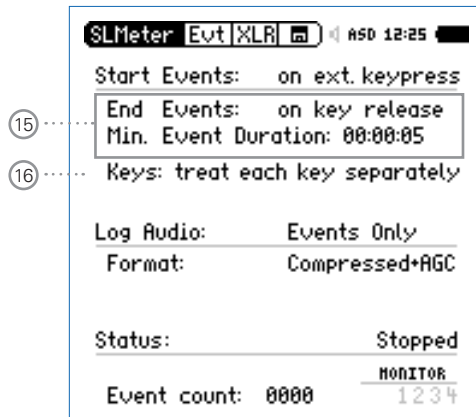 SLMeter Evt XLR ASD 12:25
Start Events: on ext. keypress
15 End Events: on key release
Min. Event Duration: 00:00:05
16 Keys: treat each key separately
Log Audio: Events Only
Format: Compressed+AGC
Status: Stopped
MONITOR
Event count: 0000 1234